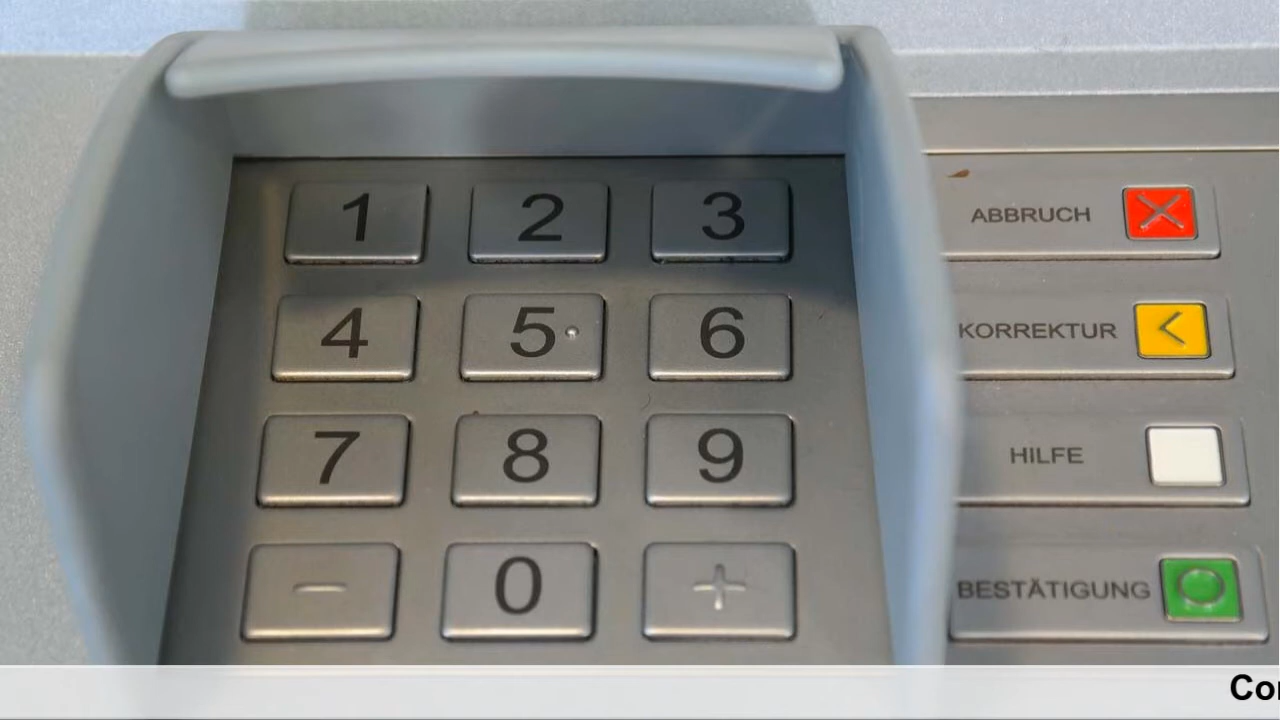 1 2 3 ABBRUCH
4 5 6 KORREKTUR
7 8 9 HILFE
- 0 + BESTÄTIGUNG